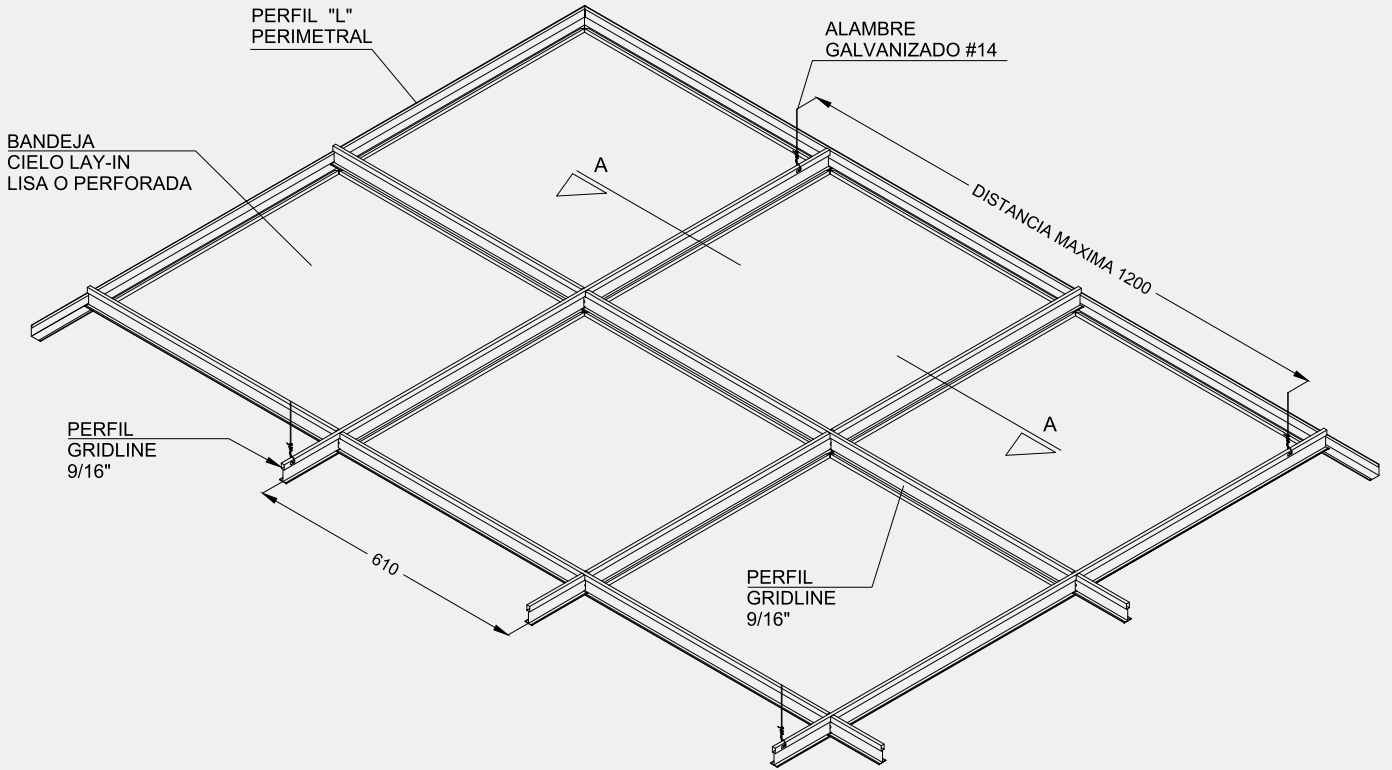 PERFIL "L"
PERIMETRAL
ALAMBRE
GALVANIZADO #14
BANDEJA
CIELO LAY-IN
LISA O PERFORADA
A
DISTANCIA MAXIMA 1200
A
PERFIL
GRIDLINE
9/16"
610
PERFIL
GRIDLINE
9/16"